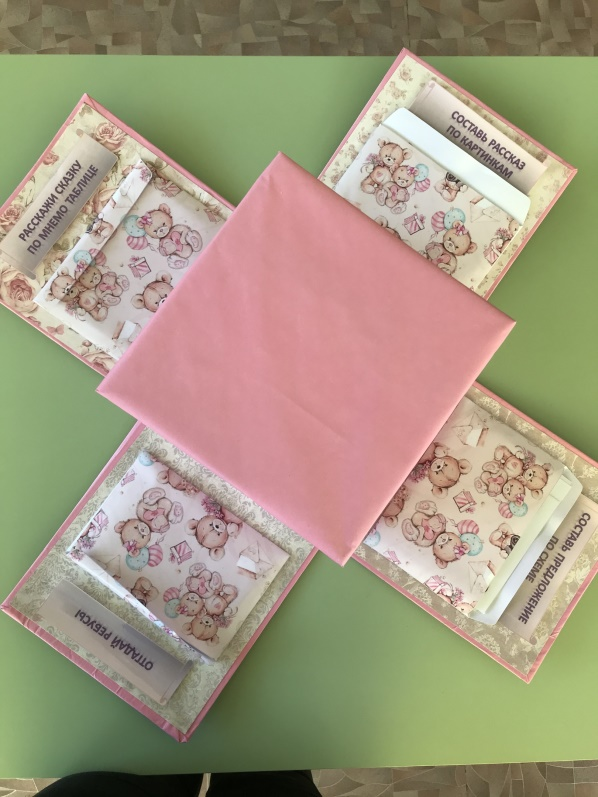 СОСТАВЬ РАССКАЗ
ПО КАРТИНКАМ
РАССКАЖИ СКАЗКУ
ПО МНЕМО ТАБЛИЦЕ
СОСТАВЬ ПРЕДЛОЖЕНИЕ
ПО СХЕМЕ
ОТГАДАЙ РЕБУСЫ